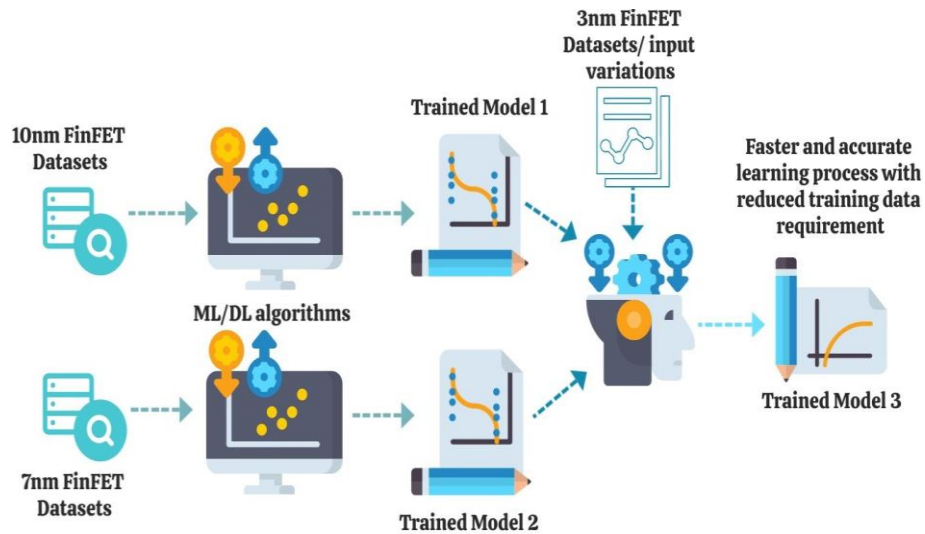 3nm FinFET
Datasets/ input
variations
Trained Model 1
10nm FinFET
Datasets
Faster and accurate
learning process with
reduced training data
requirement
ML/DL algorithms
Trained Model 3
7nm FinFET
Datasets
Trained Model 2